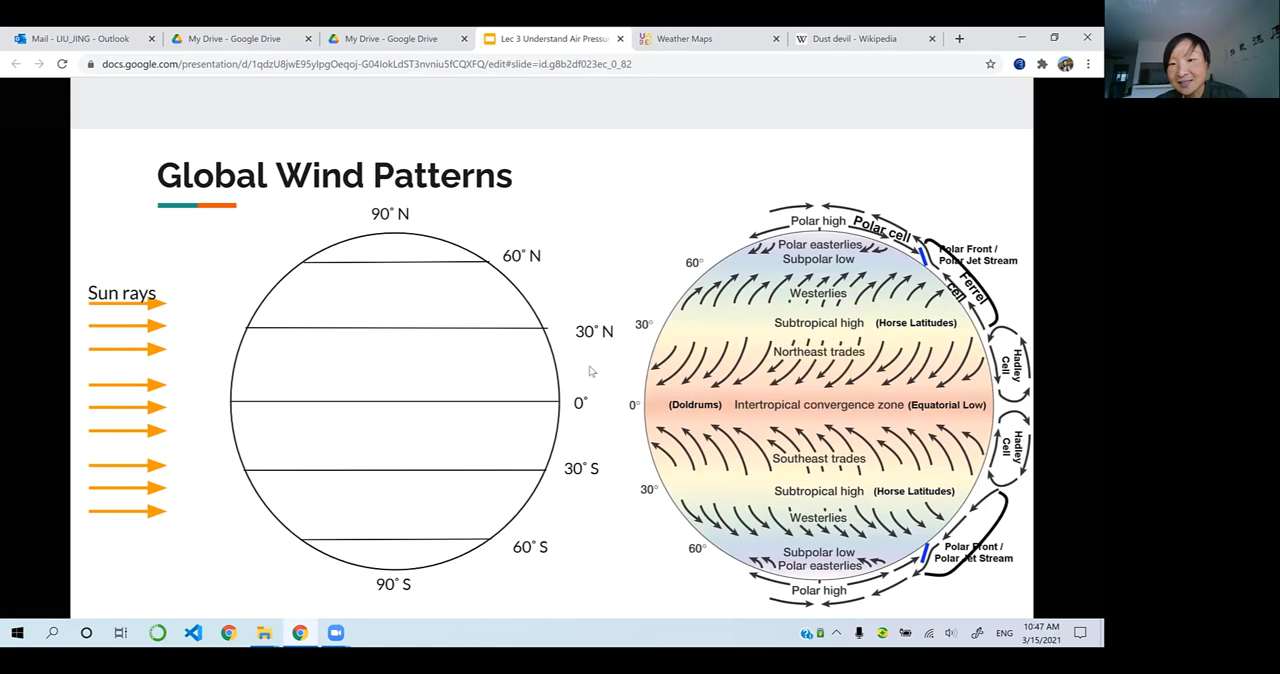 Mail - LIU_JING - Outlook
My Drive - Google Drive
My Drive - Google Drive
Lec 3 Understand Air Pressu
Weather Maps
Dust devil - Wikipedia
docs.google.com/presentation/d/1qdzU8jwE95ylpgOeqoj-G04lokLdST3nvniu5fCQXFQ/edit#slide=id.g8b2df023ec_0_82
Global Wind Patterns
90° N
60° N
Sun rays
30° N
0°
30° S
60° S
90° S
Polar high
Polar cell
Polar easterlies
Subpolar low
60°
Polar Front /
Polar Jet Stream
Ferrel
cell
Westerlies
30°
Subtropical high (Horse Latitudes)
Northeast trades
Hadley
Cell
0°
(Doldrums) Intertropical convergence zone (Equatorial Low)
Hadley
Cell
Southeast trades
30°
Subtropical high (Horse Latitudes)
Westerlies
60°
Subpolar low
Polar easterlies
Polar Front /
Polar Jet Stream
Polar high
ENG
10:47 AM
3/15/2021